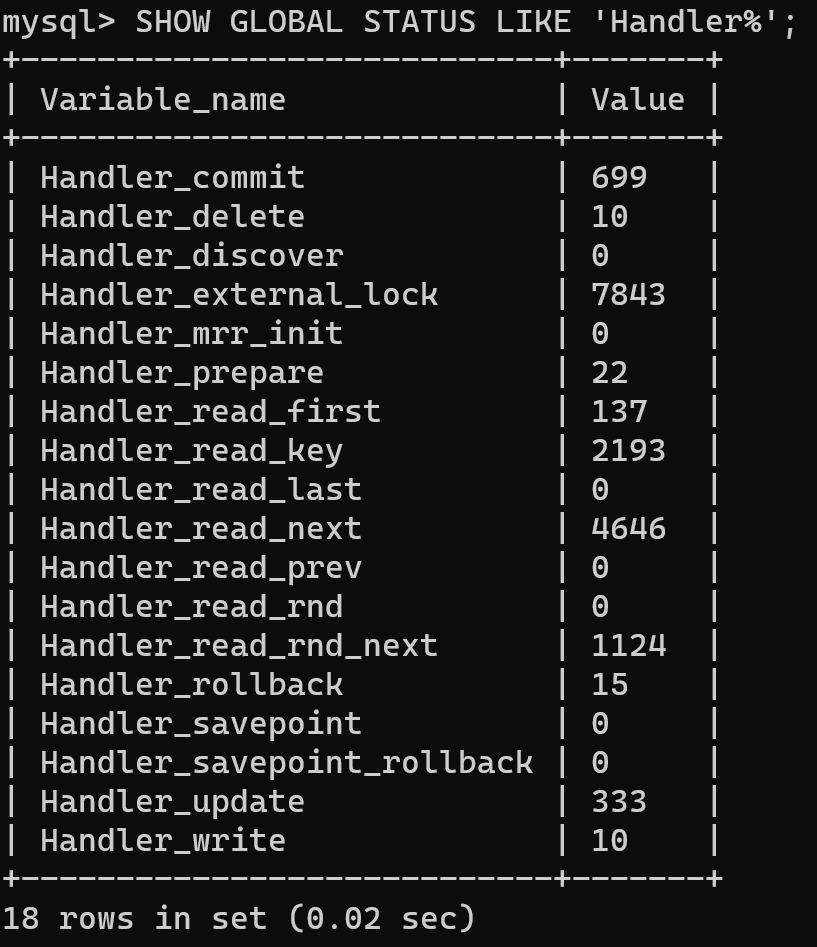 mysql> SHOW GLOBAL STATUS LIKE 'Handler%';
+----------------------------+-------+
| Variable_name              | Value |
+----------------------------+-------+
| Handler_commit             | 699   |
| Handler_delete             | 10    |
| Handler_discover           | 0     |
| Handler_external_lock      | 7843  |
| Handler_mrr_init           | 0     |
| Handler_prepare            | 22    |
| Handler_read_first         | 137   |
| Handler_read_key           | 2193  |
| Handler_read_last          | 0     |
| Handler_read_next          | 4646  |
| Handler_read_prev          | 0     |
| Handler_read_rnd           | 0     |
| Handler_read_rnd_next      | 1124  |
| Handler_rollback           | 15    |
| Handler_savepoint          | 0     |
| Handler_savepoint_rollback | 0     |
| Handler_update             | 333   |
| Handler_write              | 10    |
+----------------------------+-------+
18 rows in set (0.02 sec)